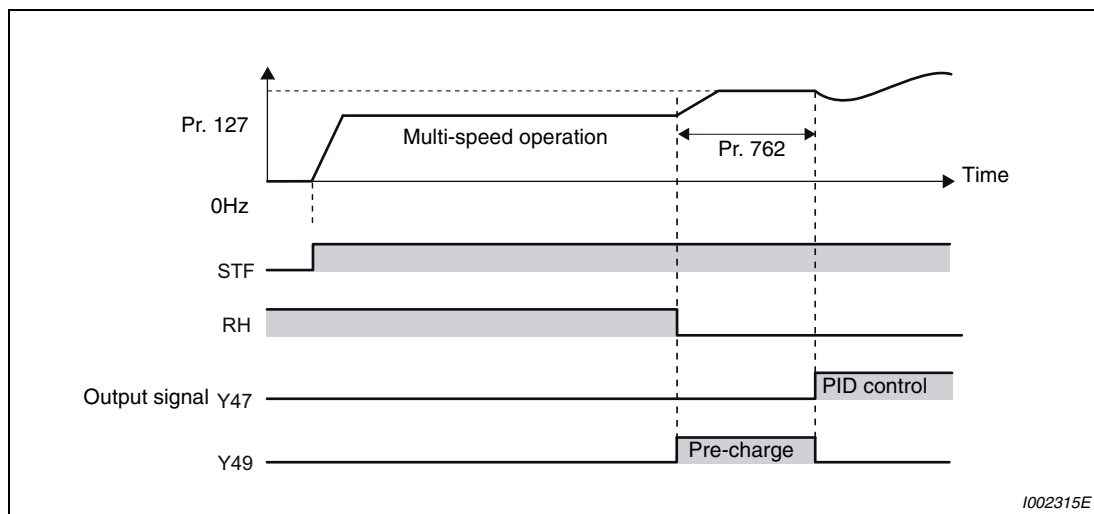 Pr. 127
Multi-speed operation
Pr. 762
Time
0Hz
STF
RH
Output signal Y47
PID control
Y49
Pre-charge
I002315E